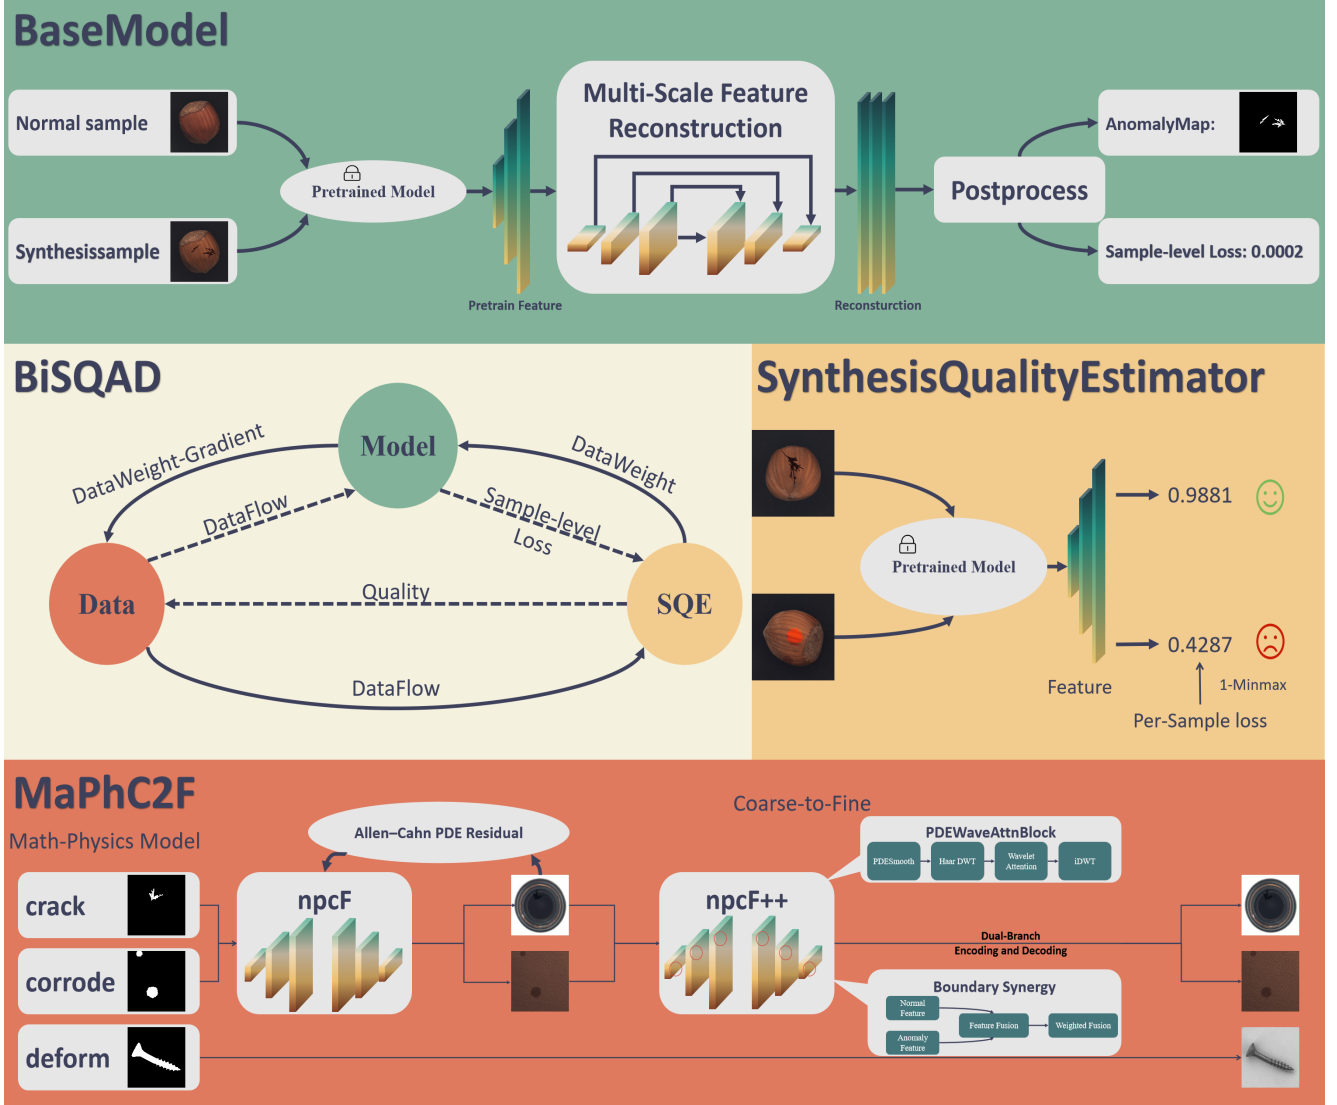 BaseModel
Normal sample
Synthesissample
Pretrained Model
Pretrain Feature
Multi-Scale Feature
Reconstruction
Reconsturction
Postprocess
AnomalyMap:
Sample-level Loss: 0.0002
BiSQAD
Model
Data
SQE
DataWeight-Gradient
DataFlow
DataWeight
Sample-level
Loss
Quality
DataFlow
SynthesisQualityEstimator
Pretrained Model
Feature
0.9881
0.4287
1-Minmax
Per-Sample loss
MaPhC2F
Math-Physics Model
crack
corrode
deform
Allen–Cahn PDE Residual
npcF
Coarse-to-Fine
npcF++
PDEWaveAttnBlock
PDESmooth
Haar DWT
Wavelet
Attention
iDWT
Dual-Branch
Encoding and Decoding
Boundary Synergy
Normal
Feature
Anomaly
Feature
Feature Fusion
Weighted Fusion